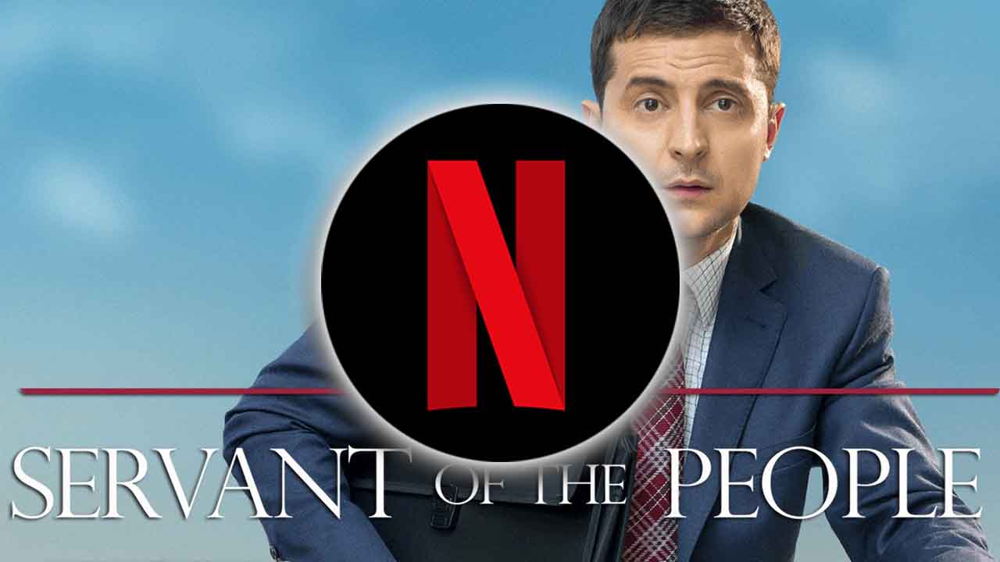 N
SERVANT OF THE PEOPLE